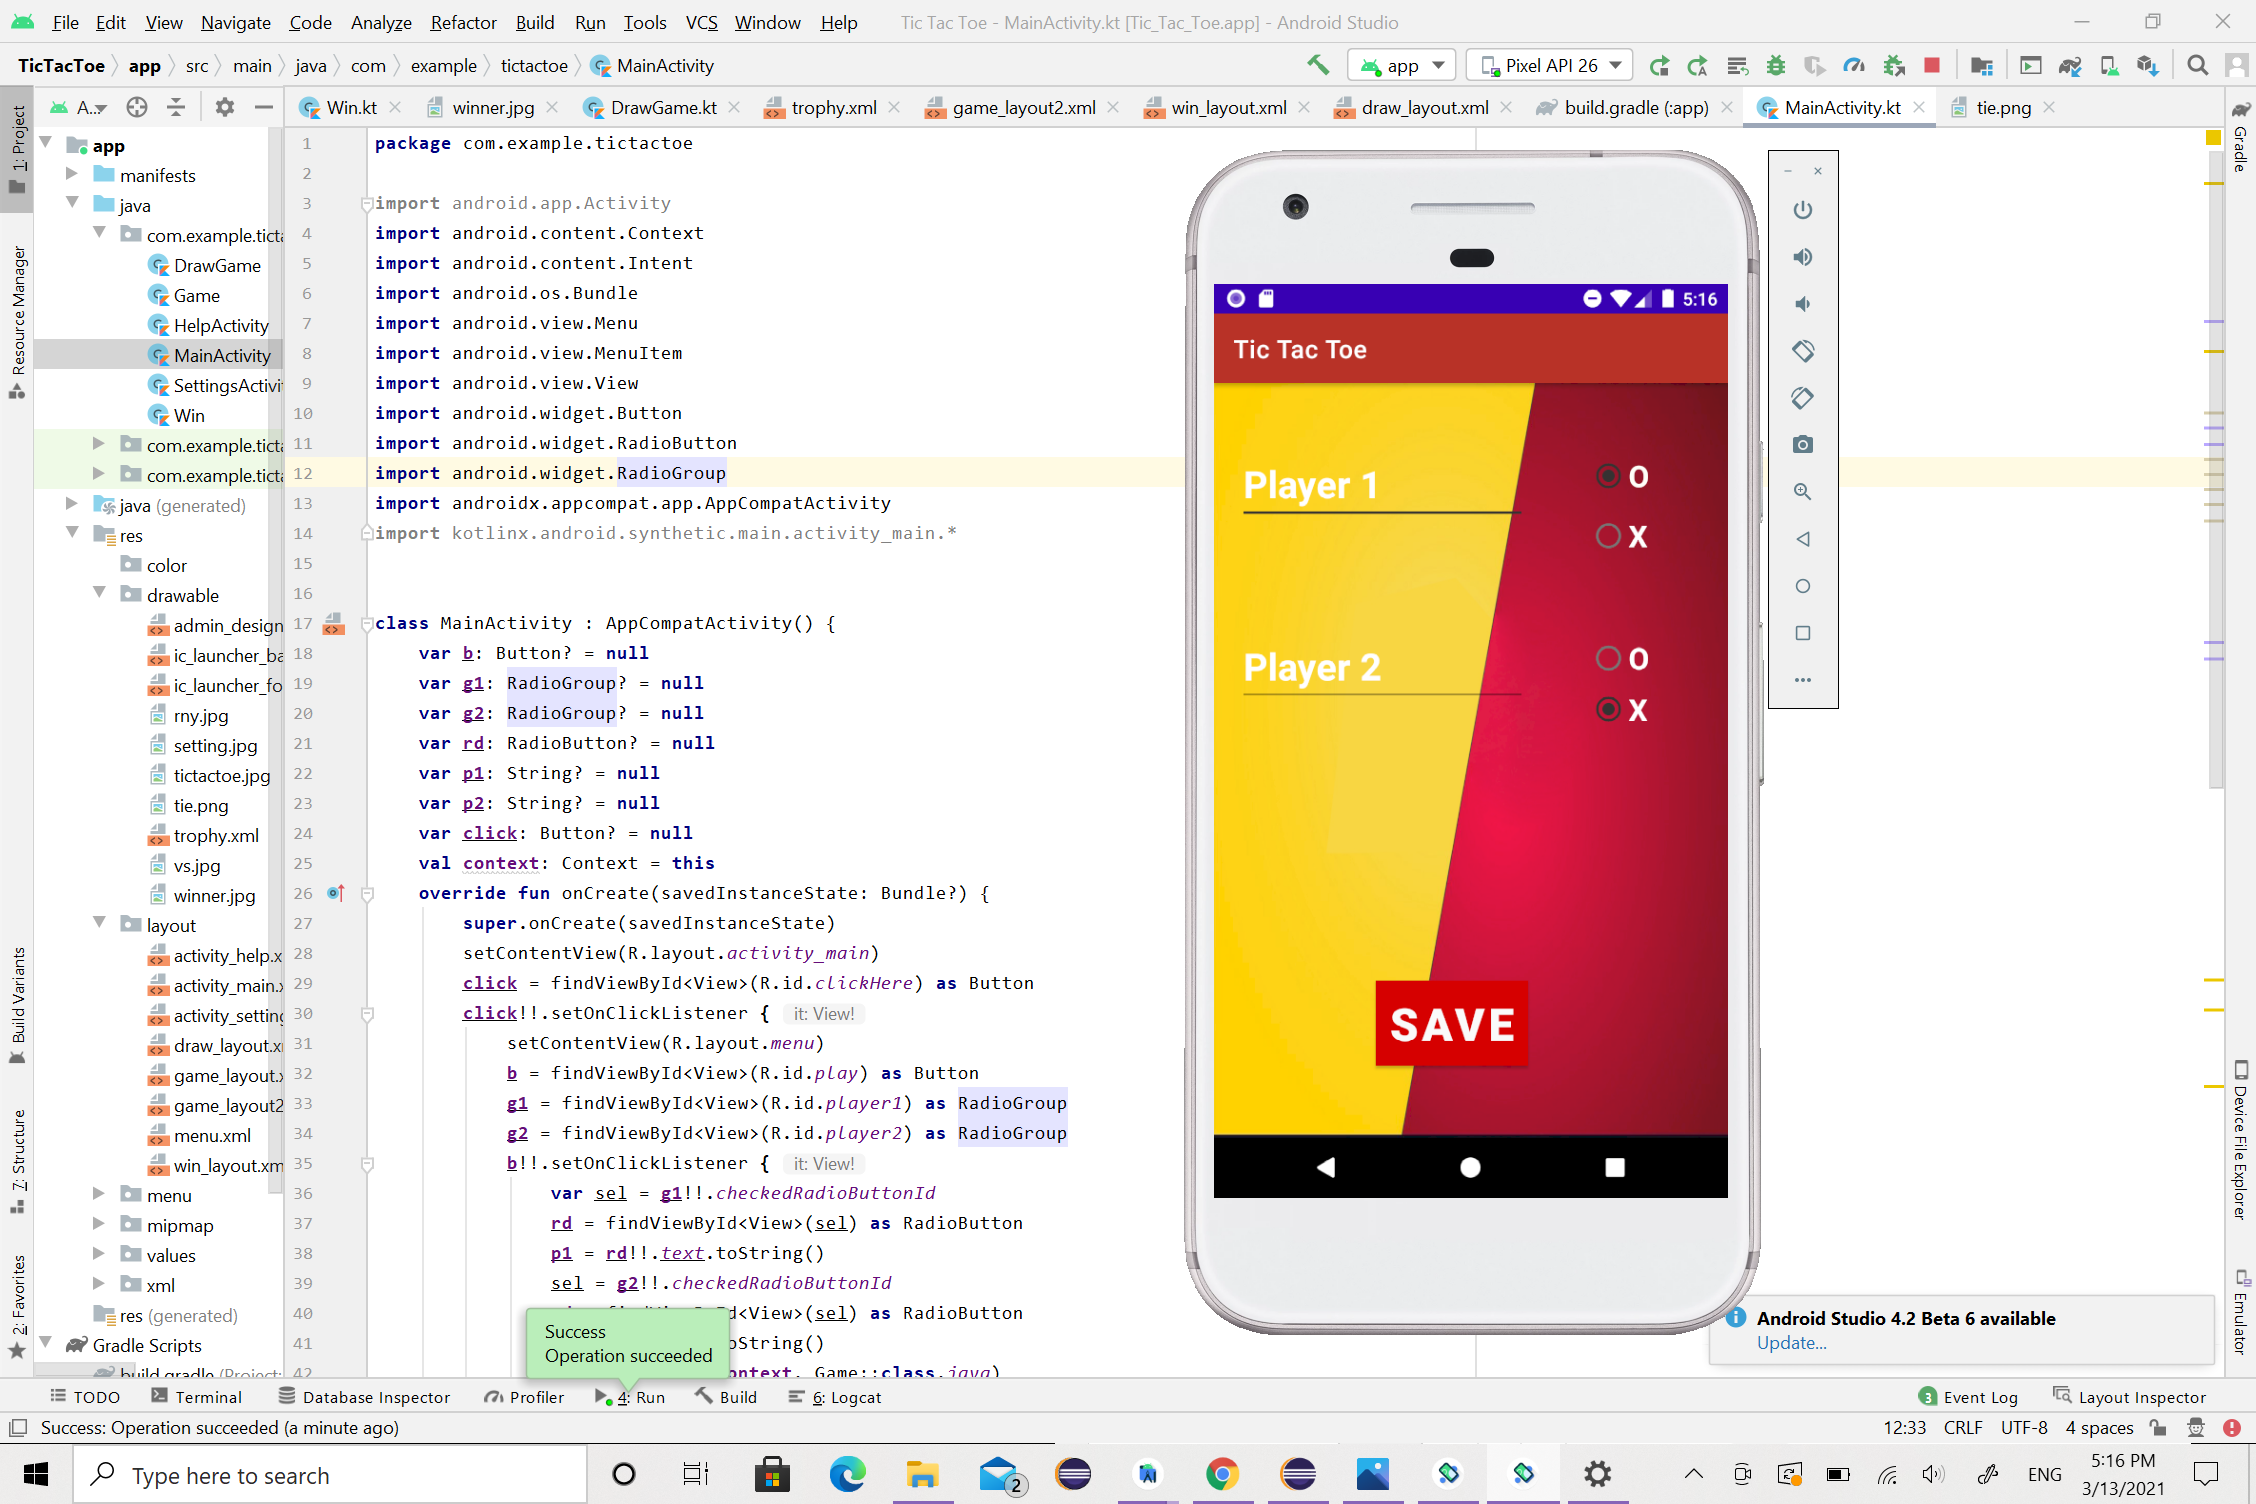 File Edit View Navigate Code Analyze Refactor Build Run Tools VCS Window Help Tic Tac Toe - MainActivity.kt [Tic_Tac_Toe.app] - Android Studio
TicTacToe app src main java com example tictactoe MainActivity app Pixel API 26
A... Win.kt winner.jpg DrawGame.kt trophy.xml game_layout2.xml win_layout.xml draw_layout.xml build.gradle (:app) MainActivity.kt tie.png
1: Project
Resource Manager
Build Variants
7: Structure
2: Favorites
app
manifests
java
com.example.ticta
DrawGame
Game
HelpActivity
MainActivity
SettingsActivit
Win
com.example.ticta
com.example.ticta
java (generated)
res
color
drawable
admin_design
ic_launcher_ba
ic_launcher_fo
rny.jpg
setting.jpg
tictactoe.jpg
tie.png
trophy.xml
vs.jpg
winner.jpg
layout
activity_help.x
activity_main.x
activity_setting
draw_layout.x
game_layout.x
game_layout2
menu.xml
win_layout.xm
menu
mipmap
values
xml
res (generated)
Gradle Scripts
build.gradle (Project:
1 package com.example.tictactoe
2
3 import android.app.Activity
4 import android.content.Context
5 import android.content.Intent
6 import android.os.Bundle
7 import android.view.Menu
8 import android.view.MenuItem
9 import android.view.View
10 import android.widget.Button
11 import android.widget.RadioButton
12 import android.widget.RadioGroup
13 import androidx.appcompat.app.AppCompatActivity
14 import kotlinx.android.synthetic.main.activity_main.*
15
16
17 class MainActivity : AppCompatActivity() {
18 var b: Button? = null
19 var g1: RadioGroup? = null
20 var g2: RadioGroup? = null
21 var rd: RadioButton? = null
22 var p1: String? = null
23 var p2: String? = null
24 var click: Button? = null
25 val context: Context = this
26 override fun onCreate(savedInstanceState: Bundle?) {
27 super.onCreate(savedInstanceState)
28 setContentView(R.layout.activity_main)
29 click = findViewById<View>(R.id.clickHere) as Button
30 click!!.setOnClickListener { it: View!
31 setContentView(R.layout.menu)
32 b = findViewById<View>(R.id.play) as Button
33 g1 = findViewById<View>(R.id.player1) as RadioGroup
34 g2 = findViewById<View>(R.id.player2) as RadioGroup
35 b!!.setOnClickListener { it: View!
36 var sel = g1!!.checkedRadioButtonId
37 rd = findViewById<View>(sel) as RadioButton
38 p1 = rd!!.text.toString()
39 sel = g2!!.checkedRadioButtonId
40 <View>(sel) as RadioButton
41 oString()
42 ontext, Game::class.java)
Success
Operation succeeded
5:16
Tic Tac Toe
Player 1
O
X
Player 2
O
X
SAVE
Gradle
Device File Explorer
Emulator
Android Studio 4.2 Beta 6 available
Update...
TODO Terminal Database Inspector Profiler 4: Run Build 6: Logcat 3 Event Log Layout Inspector
Success: Operation succeeded (a minute ago) 12:33 CRLF UTF-8 4 spaces
Type here to search 2 ENG 5:16 PM
3/13/2021